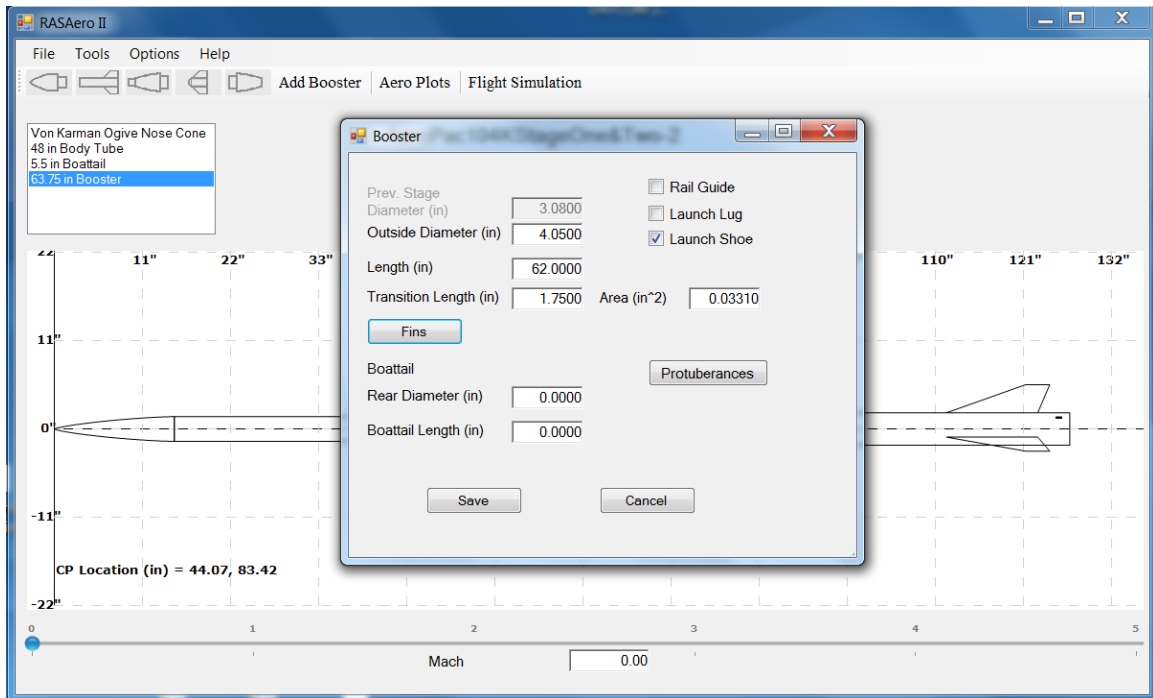 RASAero II
File Tools Options Help
Add Booster Aero Plots Flight Simulation
Von Karman Ogive Nose Cone
48 in Body Tube
5.5 in Boattail
63.75 in Booster
Booster
Prev. Stage
Diameter (in) 3.0800
Outside Diameter (in) 4.0500
Length (in) 62.0000
Transition Length (in) 1.7500 Area (in^2) 0.03310
Rail Guide
Launch Lug
Launch Shoe
Fins
Boattail
Protuberances
Rear Diameter (in) 0.0000
Boattail Length (in) 0.0000
Save Cancel
22" 11" 22" 33" 110" 121" 132"
11"
0"
-11"
CP Location (in) = 44.07, 83.42
-22"
0 1 2 3 4 5
Mach 0.00